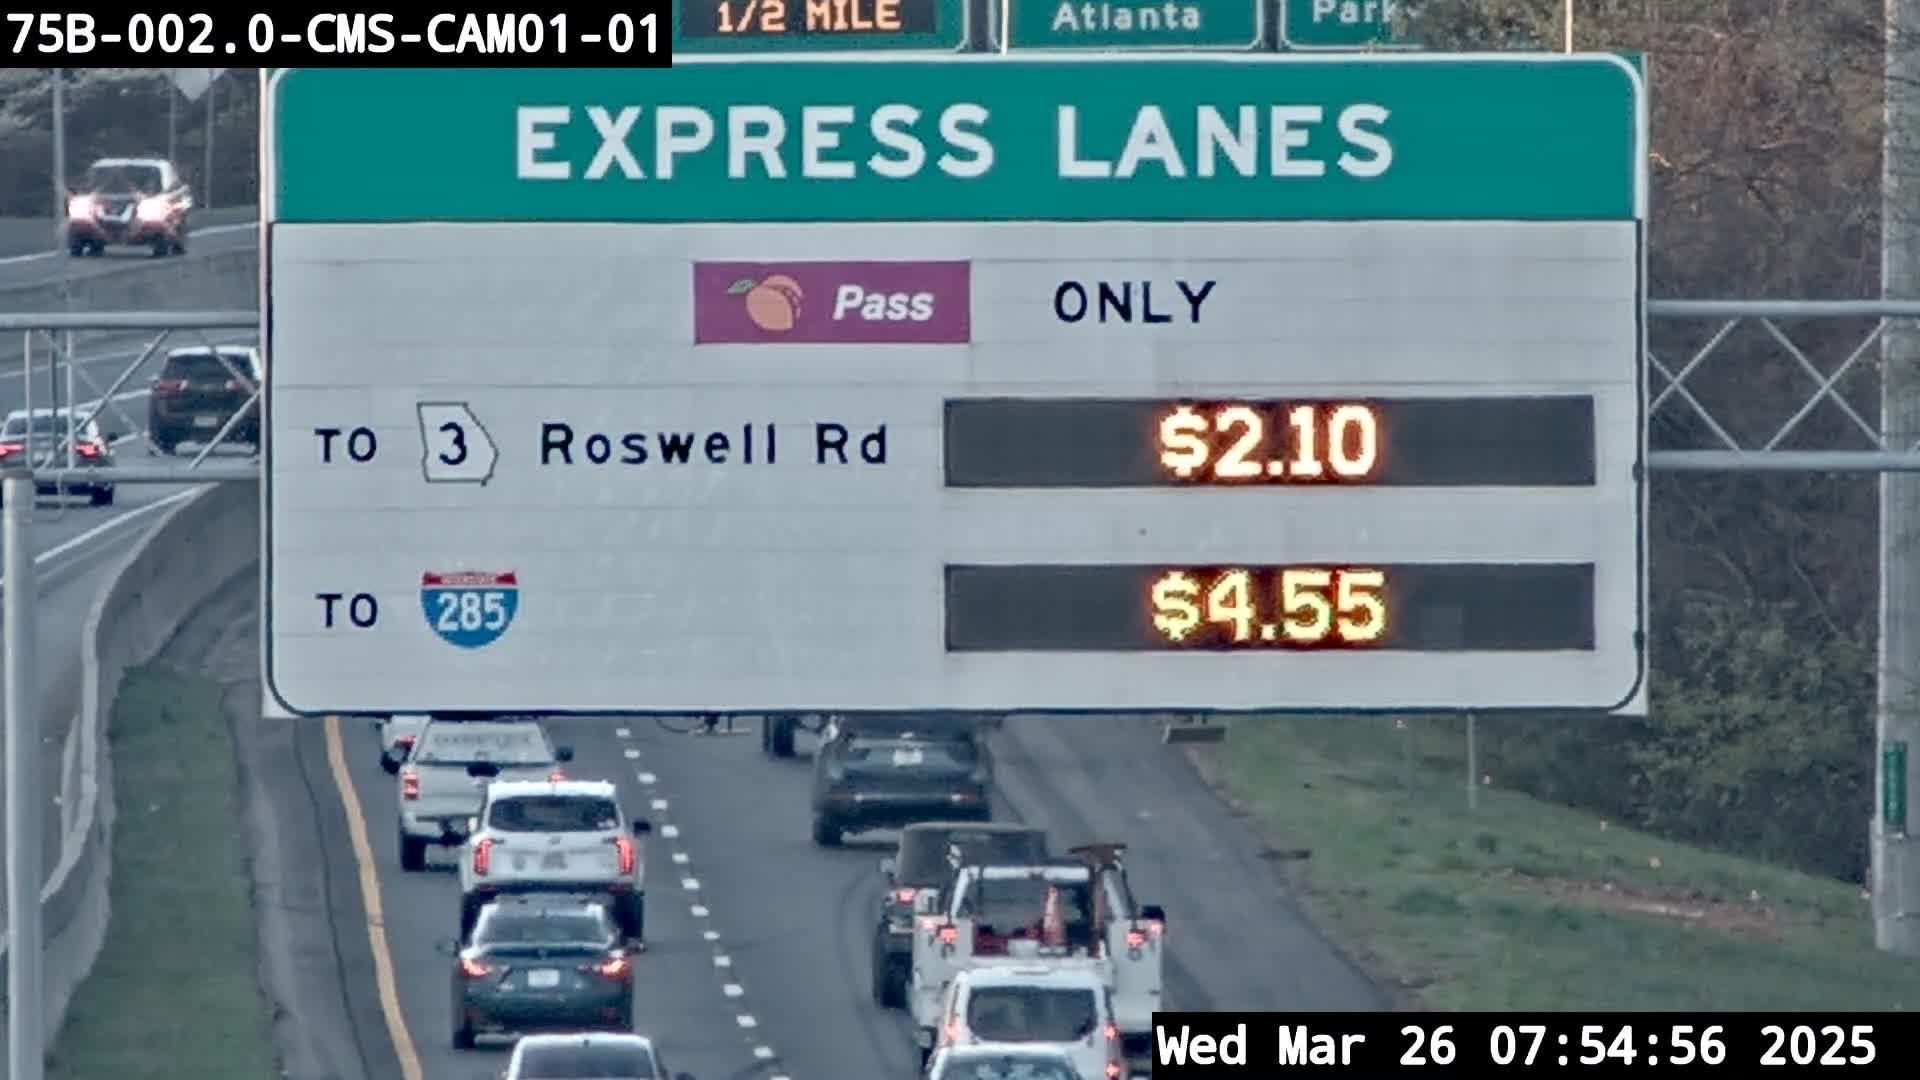 75B-002.0-CMS-CAM01-01
1/2 MILE
Atlanta
Park
EXPRESS LANES
Pass ONLY
TO 3 Roswell Rd $2.10
TO 285 $4.55
Wed Mar 26 07:54:56 2025